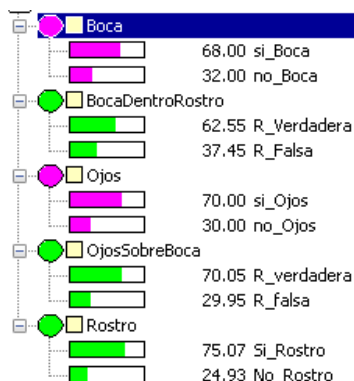 Boca
68.00 si_Boca
32.00 no_Boca
BocaDentroRostro
62.55 R_Verdadera
37.45 R_Falsa
Ojos
70.00 si_Ojos
30.00 no_Ojos
OjosSobreBoca
70.05 R_verdadera
29.95 R_falsa
Rostro
75.07 Si_Rostro
24.93 No_Rostro